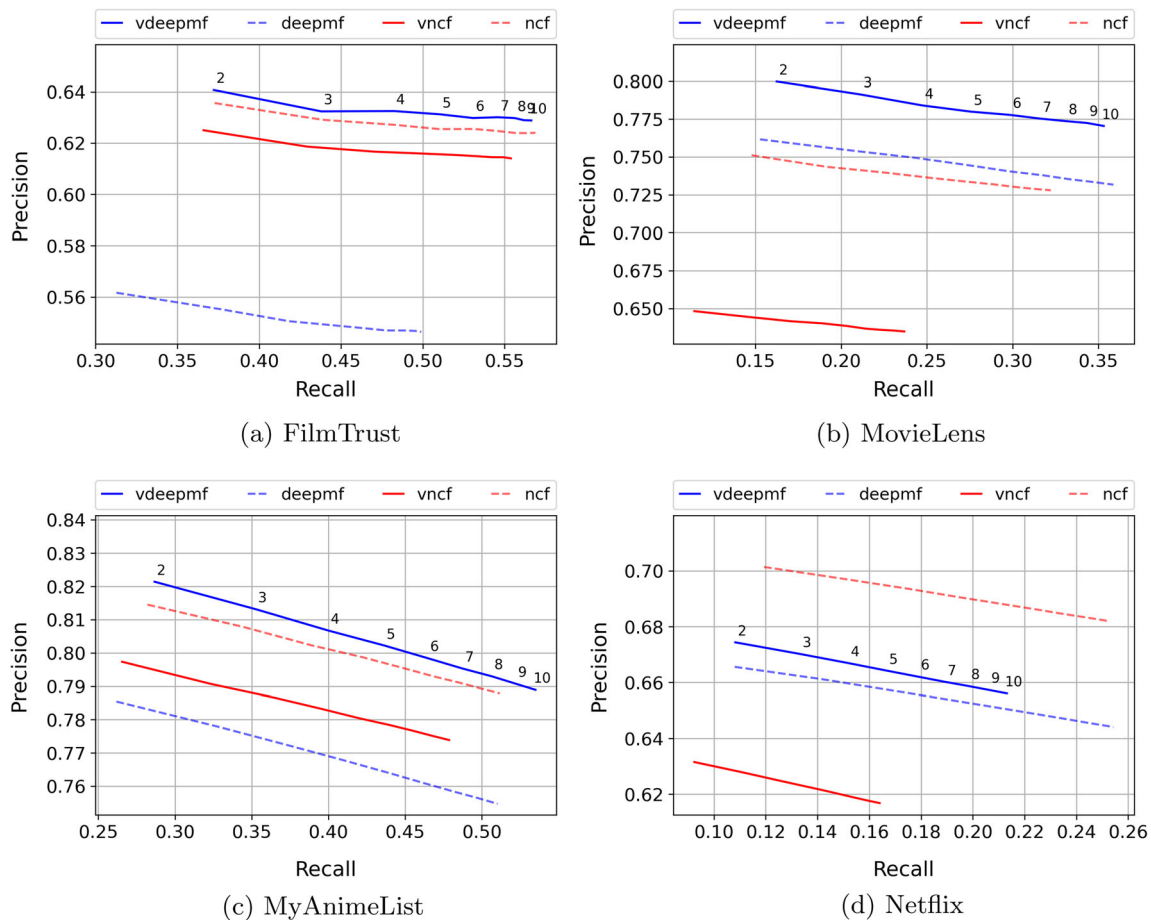 vdeepmf deepmf vncf ncf
0.64
0.62
0.60
0.58
0.56
Precision
2 3 4 5 6 7 8 9 10
0.30 0.35 0.40 0.45 0.50 0.55
Recall
(a) FilmTrust
vdeepmf deepmf vncf ncf
0.800
0.775
0.750
0.725
0.700
0.675
0.650
Precision
2 3 4 5 6 7 8 9 10
0.15 0.20 0.25 0.30 0.35
Recall
(b) MovieLens
vdeepmf deepmf vncf ncf
0.84
0.83
0.82
0.81
0.80
0.79
0.78
0.77
0.76
Precision
2 3 4 5 6 7 8 9 10
0.25 0.30 0.35 0.40 0.45 0.50
Recall
(c) MyAnimeList
vdeepmf deepmf vncf ncf
0.70
0.68
0.66
0.64
0.62
Precision
2 3 4 5 6 7 8 9 10
0.10 0.12 0.14 0.16 0.18 0.20 0.22 0.24 0.26
Recall
(d) Netflix